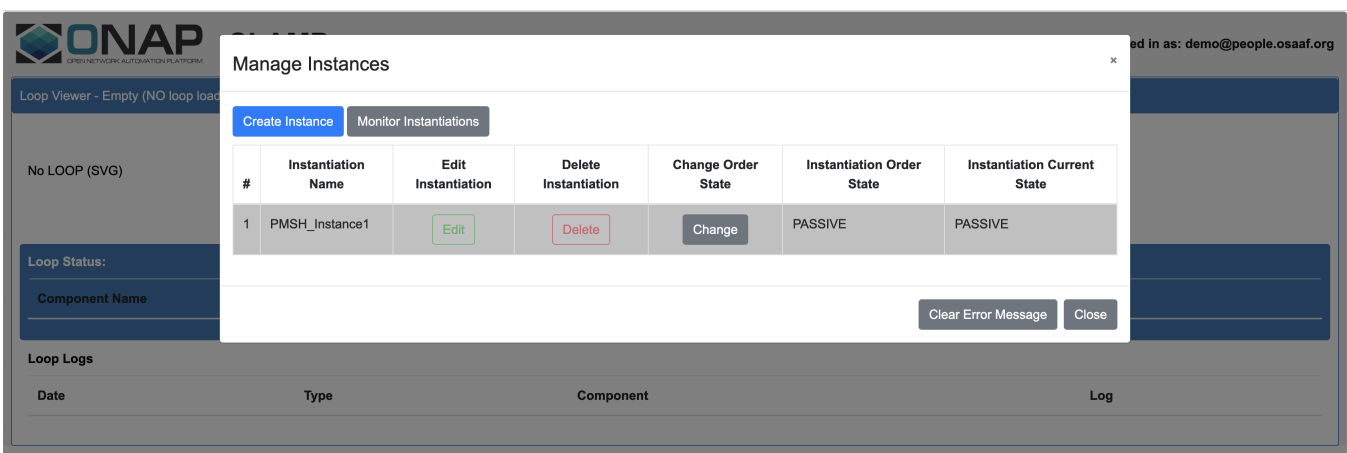 ONAP
OPEN NETWORK AUTOMATION PLATFORM
ed in as: demo@people.osaaf.org
Loop Viewer - Empty (NO loop load
Manage Instances
×
Create Instance
Monitor Instantiations
#
Instantiation Name
Edit Instantiation
Delete Instantiation
Change Order State
Instantiation Order State
Instantiation Current State
1 PMSH_Instance1 Edit Delete Change PASSIVE PASSIVE
Clear Error Message
Close
No LOOP (SVG)
Loop Status:
Component Name
Loop Logs
Date Type Component Log